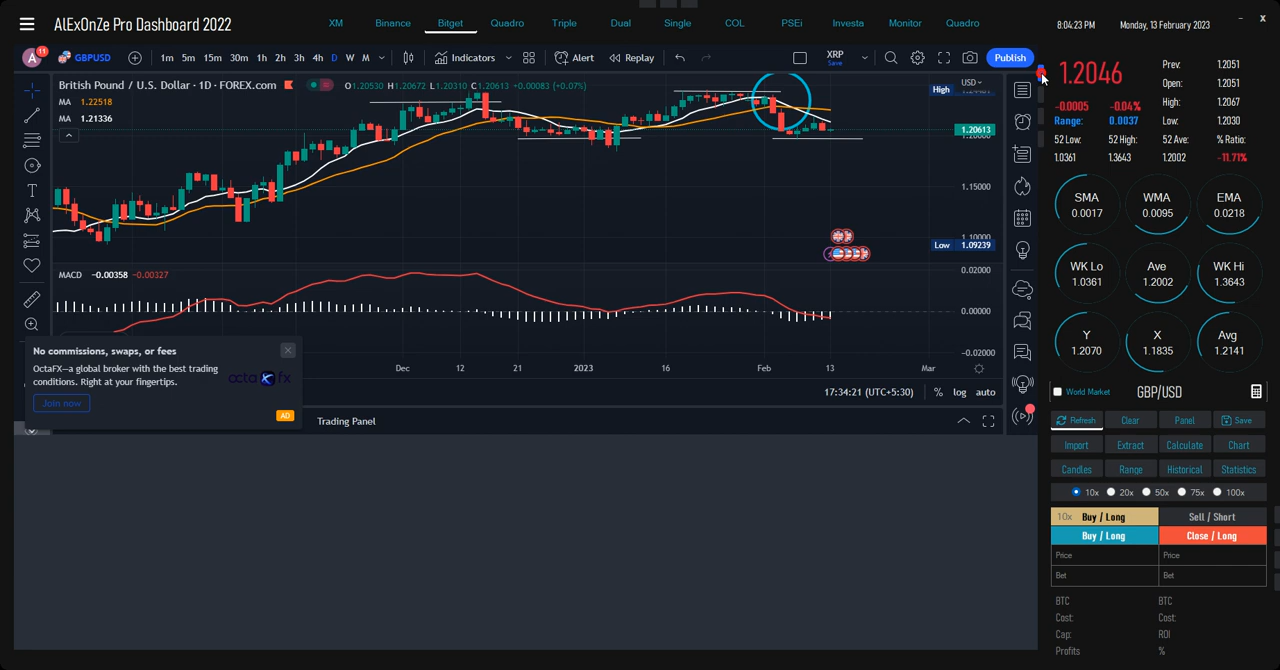 AlExOnZe Pro Dashboard 2022
XM Binance Bitget Quadro Triple Dual Single COL PSEi Investa Monitor Quadro
8:04:23 PM Monday, 13 February 2023
– X
A 11 GBPUSD 1m 5m 15m 30m 1h 2h 3h 4h D W M Indicators Alert Replay XRP Save Publish
British Pound / U.S. Dollar · 1D · FOREX.com O1.20530 H1.20672 L1.20310 C1.20613 +0.00083 (+0.07%)
MA 1.22518
MA 1.21336
USD
High
1.20613
1.15000
1.10000
Low 1.09239
MACD −0.00358 −0.00327
0.02000
0.00000
−0.02000
Dec 12 21 2023 16 Feb 13 Mar
17:34:21 (UTC+5:30) % log auto
No commissions, swaps, or fees
OctaFX—a global broker with the best trading
conditions. Right at your fingertips.
octa fx
Join now
AD
Trading Panel
1.2046
Prev: 1.2051
Open: 1.2051
High: 1.2067
Low: 1.2030
-0.0005 -0.04%
Range: 0.0037
52 Low: 52 High: 52 Ave: % Ratio:
1.0361 1.3643 1.2002 -11.71%
SMA WMA EMA
0.0017 0.0095 0.0218
WK Lo Ave WK Hi
1.0361 1.2002 1.3643
Y X Avg
1.2070 1.1835 1.2141
World Market GBP/USD
Refresh Clear Panel Save
Import Extract Calculate Chart
Candles Range Historical Statistics
10x 20x 50x 75x 100x
10x Buy / Long Sell / Short
Buy / Long Close / Long
Price Price
Bet Bet
BTC BTC
Cost: Cost:
Cap: ROI
Profits %